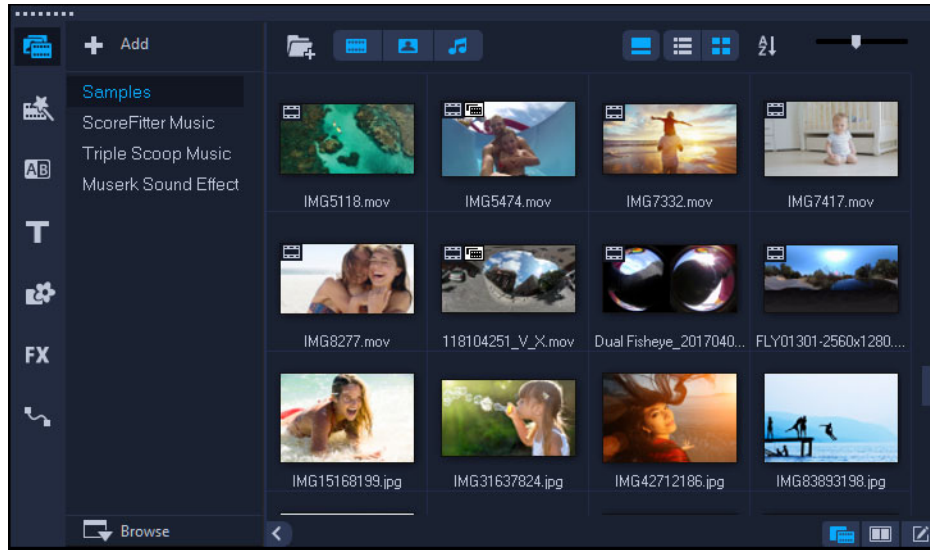 Add
Samples
ScoreFitter Music
Triple Scoop Music
Muserk Sound Effect
AB
T
FX
A
Z
IMG5118.mov
IMG5474.mov
IMG7332.mov
IMG7417.mov
IMG8277.mov
118104251_V_X.mov
Dual Fisheye_2017040...
FLY01301-2560x1280....
IMG15168199.jpg
IMG31637824.jpg
IMG42712186.jpg
IMG83893198.jpg
Browse